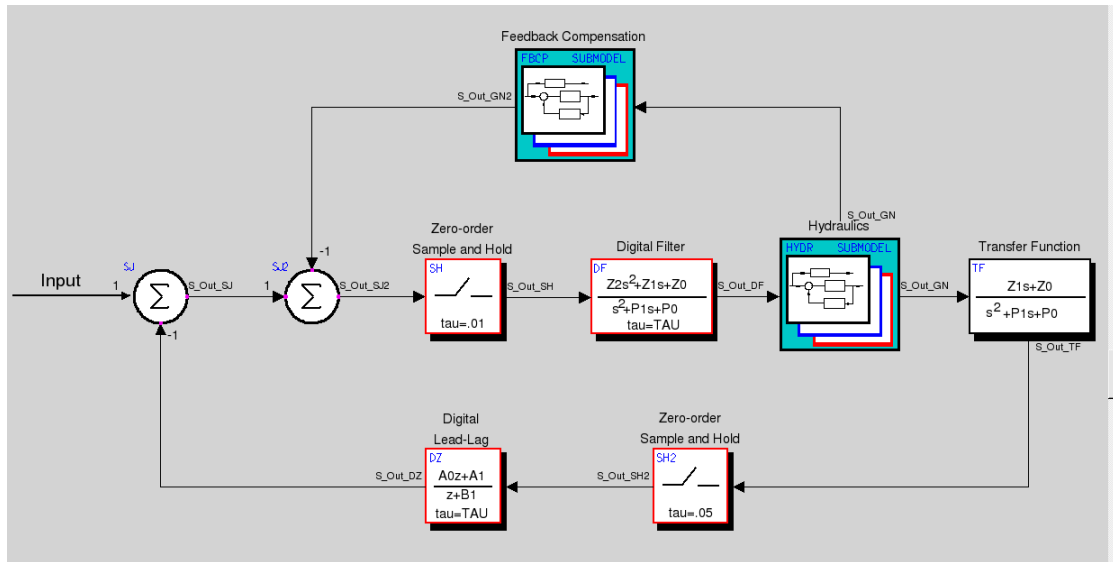 Feedback Compensation
FBCP SUBMODEL
S_Out_GN2
S_Out_GN
-1
Input
SJ
1
Σ
S_Out_SJ
-1
SJ2
1
Σ
S_Out_SJ2
Zero-order
Sample and Hold
SH
tau=.01
S_Out_SH
Digital Filter
DF
Z2s²+Z1s+Z0
s²+P1s+P0
tau=TAU
S_Out_DF
Hydraulics
HYDR SUBMODEL
S_Out_GN
Transfer Function
TF
Z1s+Z0
s²+P1s+P0
S_Out_TF
Digital
Lead-Lag
DZ
A0z+A1
z+B1
tau=TAU
S_Out_DZ
Zero-order
Sample and Hold
SH2
tau=.05
S_Out_SH2